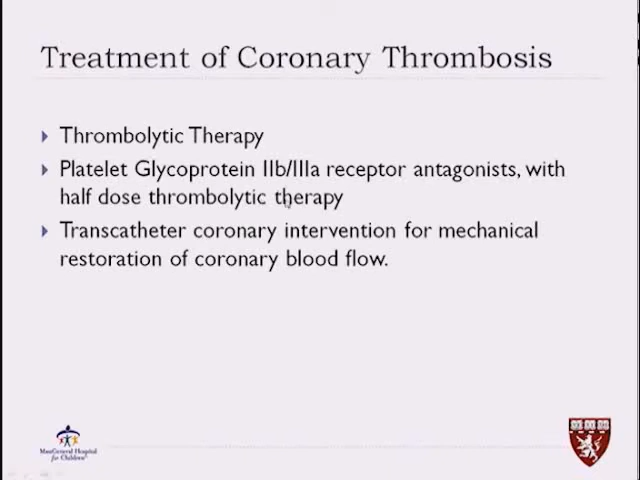 Treatment of Coronary Thrombosis
Thrombolytic Therapy
Platelet Glycoprotein IIb/IIIa receptor antagonists, with
half dose thrombolytic therapy
Transcatheter coronary intervention for mechanical
restoration of coronary blood flow.
MassGeneral Hospital
for Children